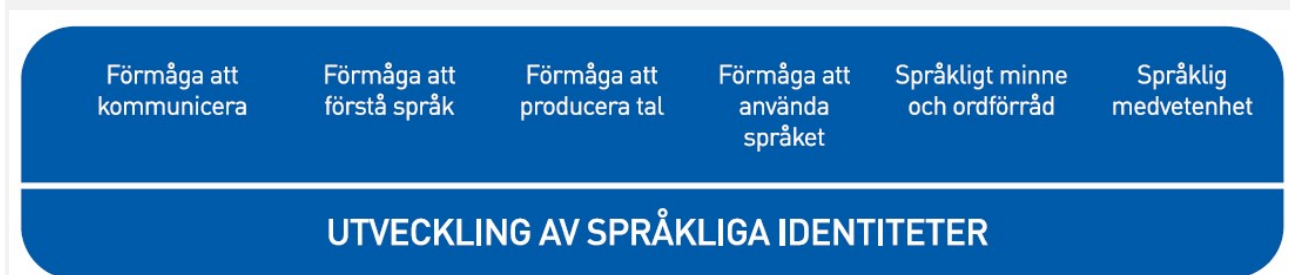 Förmåga att
kommunicera
Förmåga att
förstå språk
Förmåga att
producera tal
Förmåga att
använda
språket
Språkligt minne
och ordförråd
Språklig
medvetenhet
UTVECKLING AV SPRÅKLIGA IDENTITETER